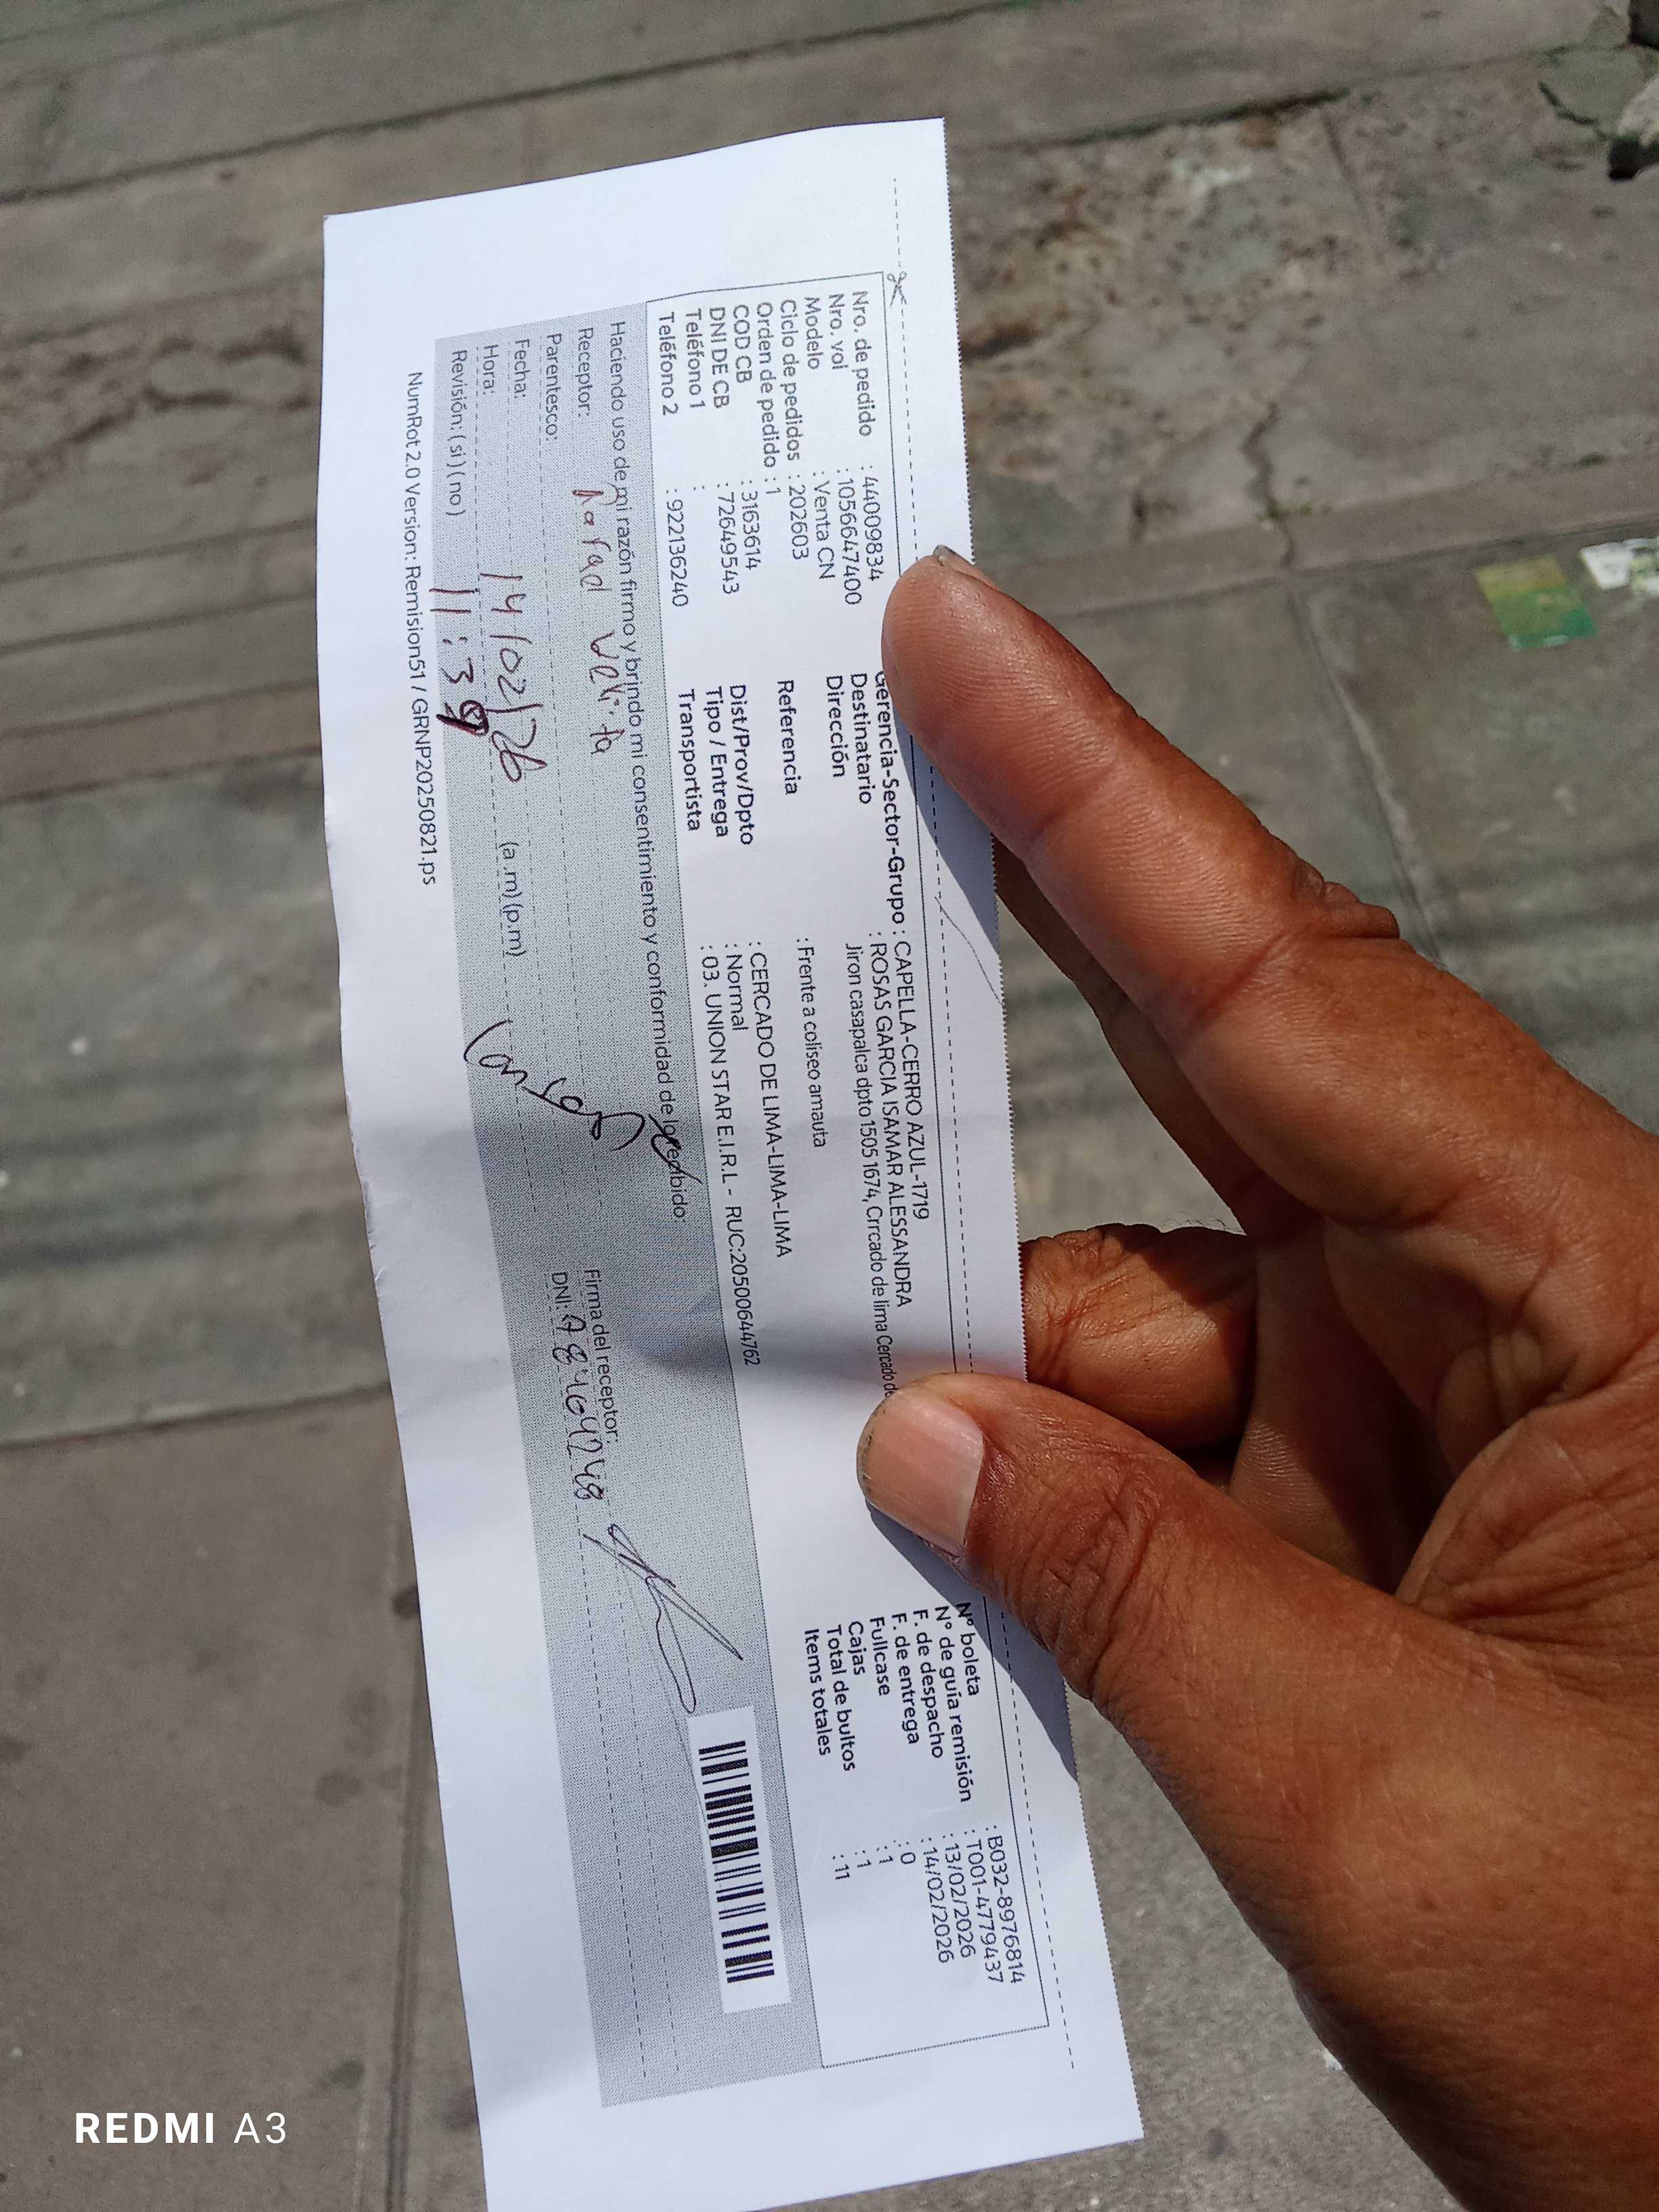 Nro. de pedido : 44009834
Nro. vol : 1056647400
Modelo : Venta CN
Ciclo de pedidos : 202603
Orden de pedido : 1
COD CB : 3163614
DNI DE CB : 72649543
Teléfono 1 :
Teléfono 2 : 922136240
Gerencia-Sector-Grupo : CAPELLA-CERRO AZUL-1719
Destinatario : ROSAS GARCIA ISAMAR ALESSANDRA
Dirección Jiron casapalca dpto 1505 1674, Crrcado de lima Cercado de
Referencia : Frente a coliseo amauta
Dist/Prov/Dpto : CERCADO DE LIMA-LIMA-LIMA
Tipo / Entrega : Normal
Transportista : 03. UNION STAR E.I.R.L - RUC:20500644762
N° boleta : B032-8976814
N° de guía remisión : T001-4779437
F. de despacho : 13/02/2026
F. de entrega : 14/02/2026
Fullcase : 0
Cajas : 1
Total de bultos : 1
Items totales : 11
Haciendo uso de mi razón firmo y brindo mi consentimiento y conformidad de lo recibido:
Receptor:
Parentesco:
Fecha: 14/02/26
Hora: 11:39 (a.m) (p.m)
Revisión: ( si ) ( no )
Firma del receptor:
DNI:
NumRot 2.0 Version: Remision51 / GRNP20250821.ps
REDMI A3